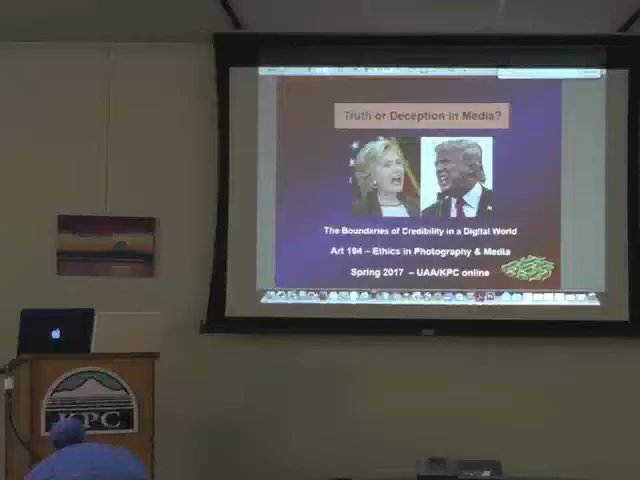 Truth or Deception in Media?
The Boundaries of Credibility in a Digital World
Art 194 – Ethics in Photography & Media
Spring 2017 – UAA/KPC online
KPC